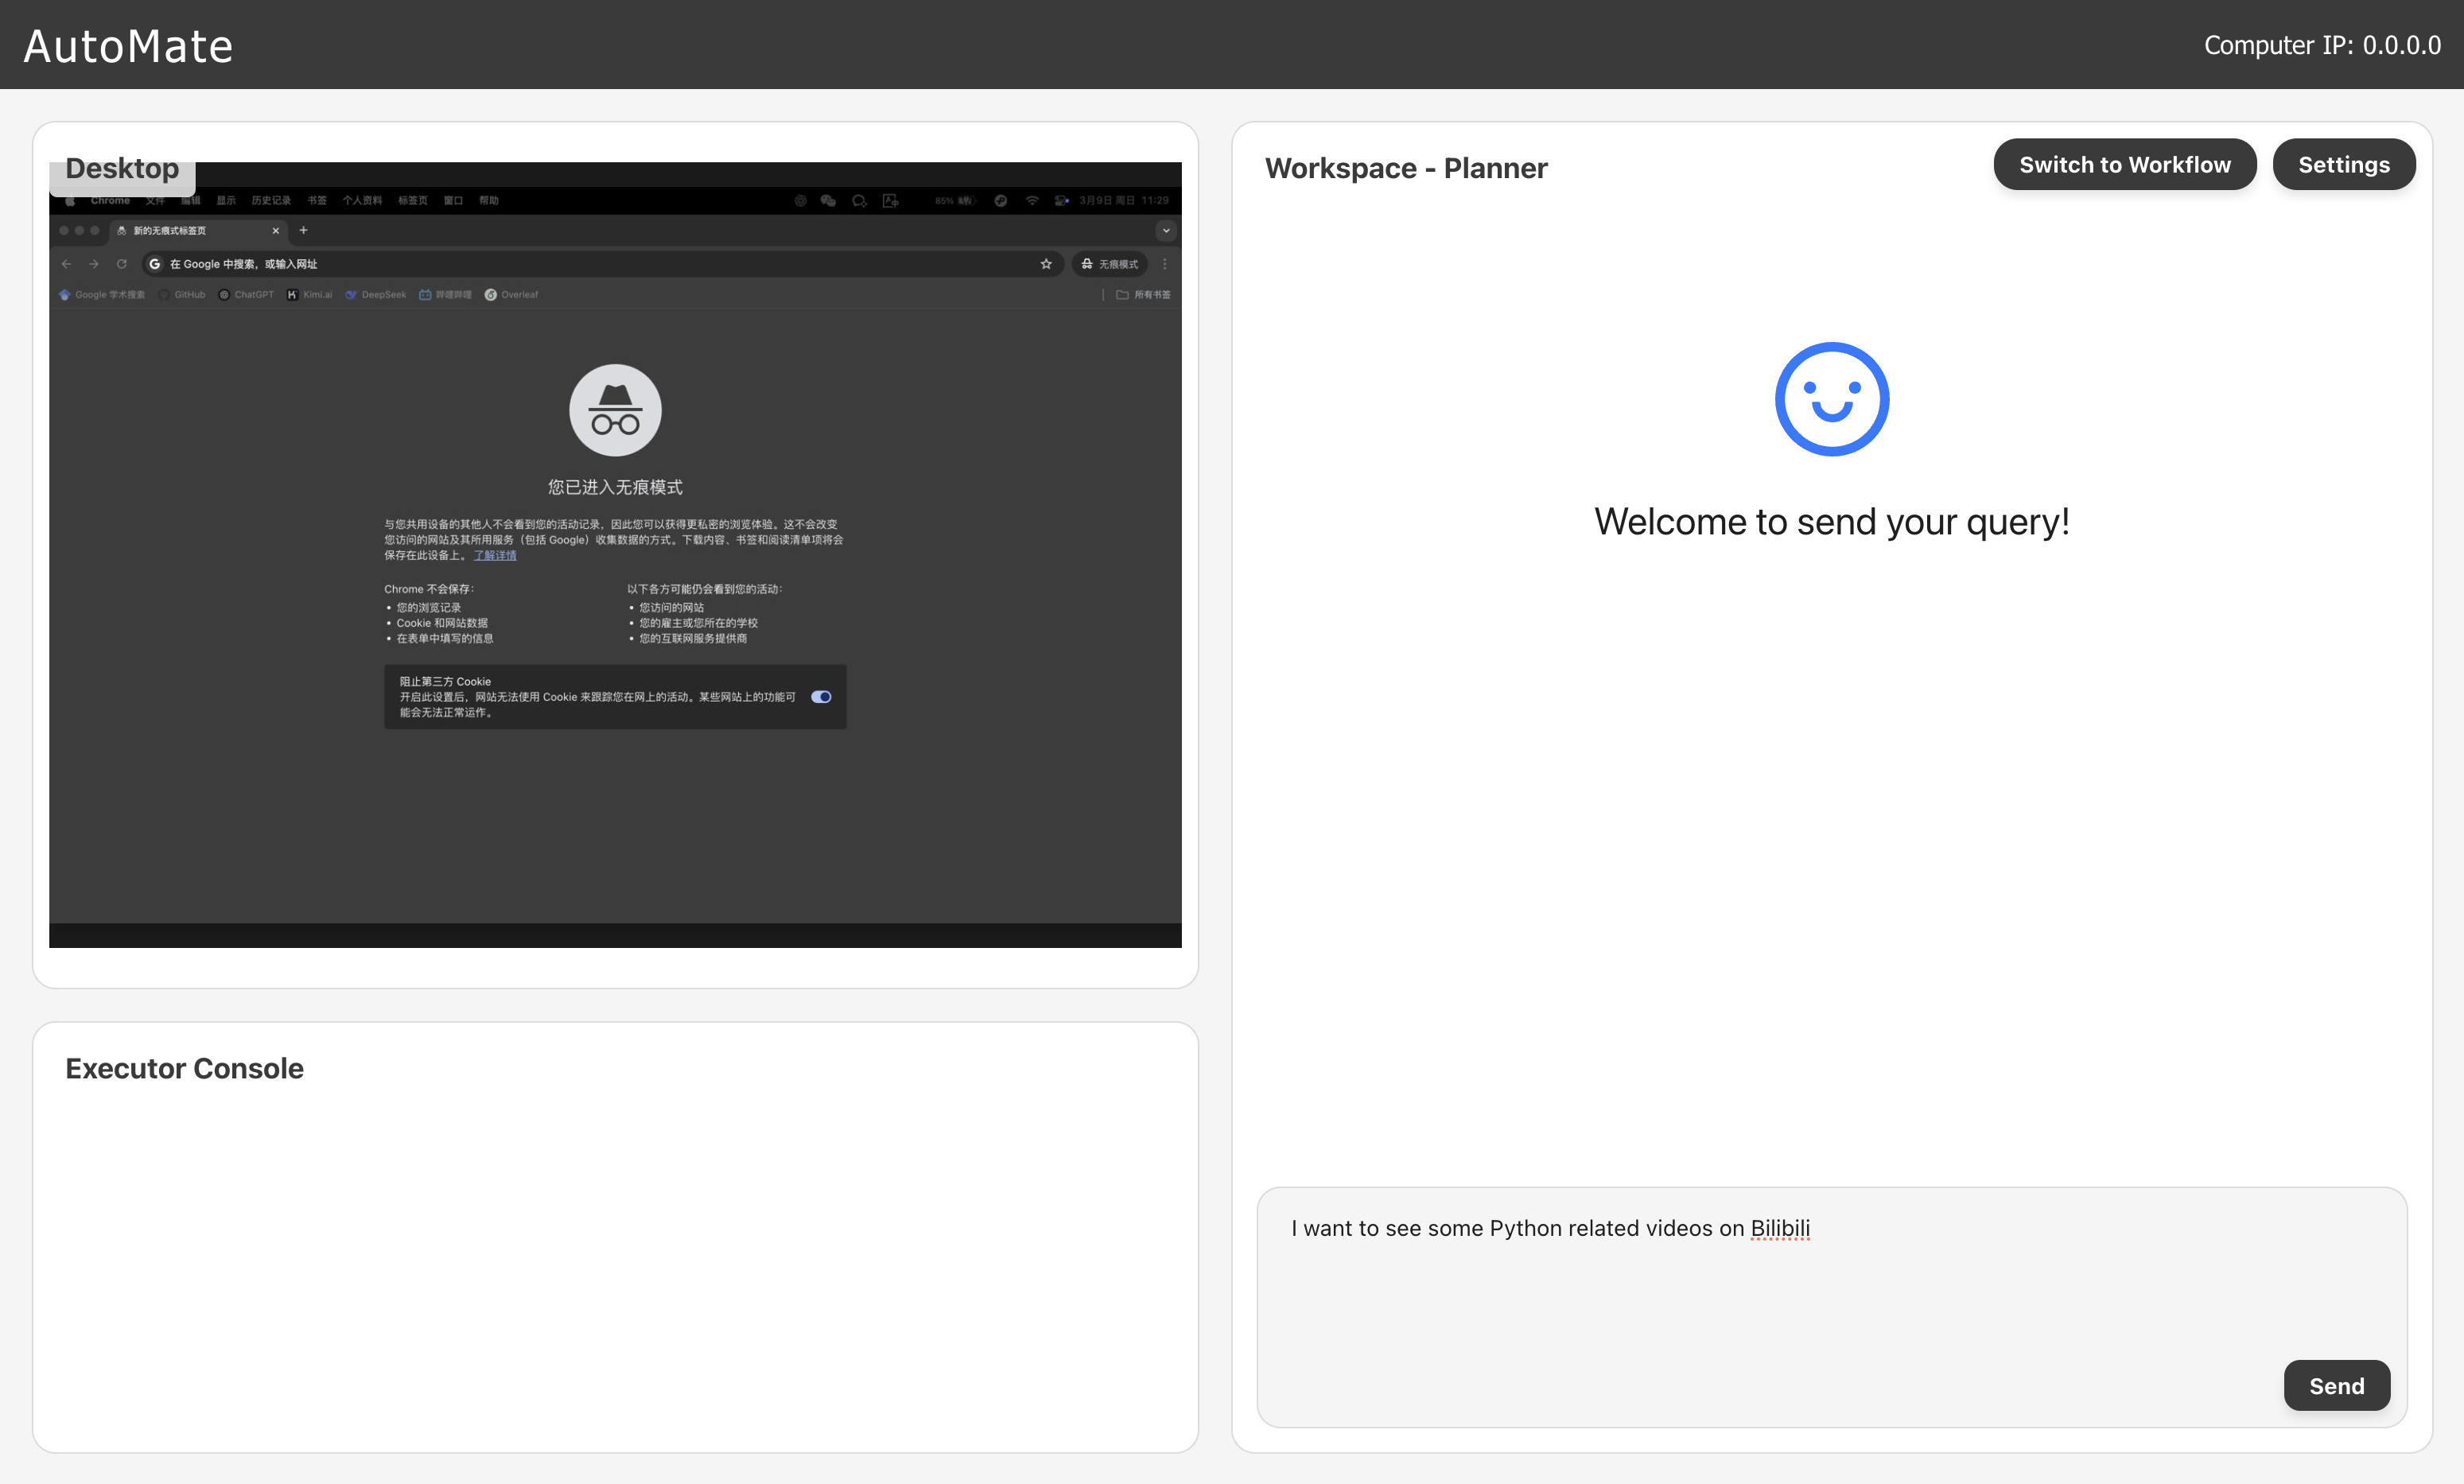 AutoMate
Computer IP: 0.0.0.0
Desktop
Chrome 文件 编辑 显示 历史记录 书签 个人资料 标签页 窗口 帮助
85% 3月9日 周日 11:29
新的无痕式标签页
在 Google 中搜索，或输入网址
无痕模式
Google 学术搜索 GitHub ChatGPT Kimi.ai DeepSeek 哔哩哔哩 Overleaf
所有书签
您已进入无痕模式
与您共用设备的其他人不会看到您的活动记录，因此您可以获得更私密的浏览体验。这不会改变
您访问的网站及其所用服务（包括 Google）收集数据的方式。下载内容、书签和阅读清单项将会
保存在此设备上。 了解详情
Chrome 不会保存：
• 您的浏览记录
• Cookie 和网站数据
• 在表单中填写的信息
以下各方可能仍会看到您的活动：
• 您访问的网站
• 您的雇主或您所在的学校
• 您的互联网服务提供商
阻止第三方 Cookie
开启此设置后，网站无法使用 Cookie 来跟踪您在网上的活动。某些网站上的功能可
能会无法正常运作。
Executor Console
Workspace - Planner
Switch to Workflow
Settings
Welcome to send your query!
I want to see some Python related videos on Bilibili
Send